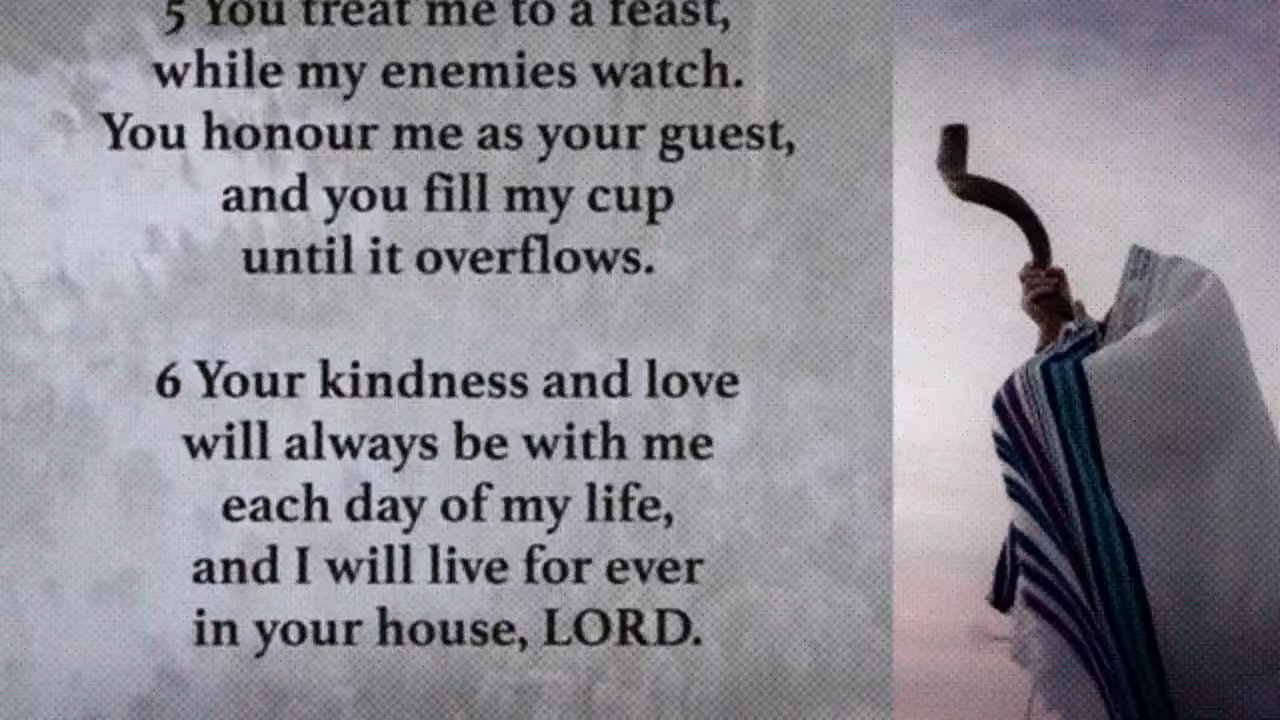 5 You treat me to a feast,
while my enemies watch.
You honour me as your guest,
and you fill my cup
until it overflows.
6 Your kindness and love
will always be with me
each day of my life,
and I will live for ever
in your house, LORD.